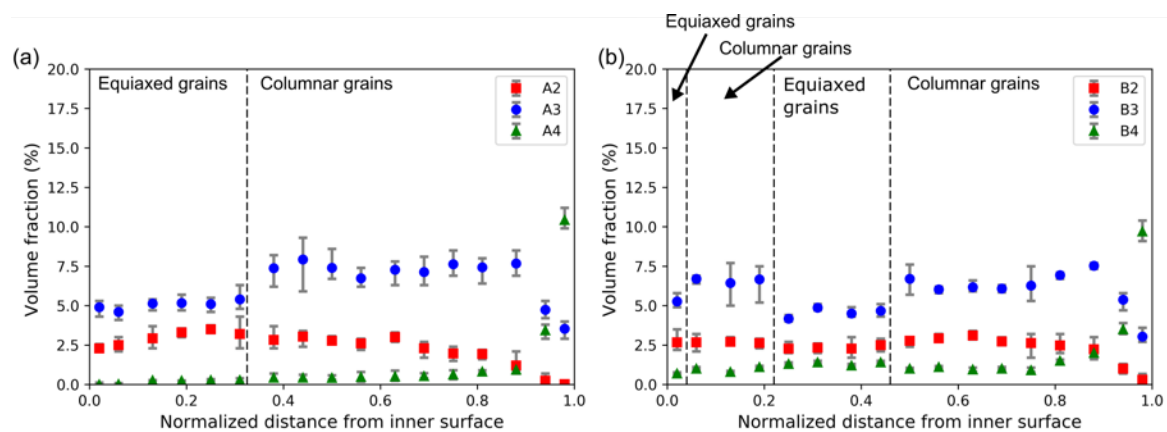 Equiaxed grains
Columnar grains
(a)
Equiaxed grains
Columnar grains
A2
A3
A4
20.0
17.5
15.0
12.5
10.0
7.5
5.0
2.5
0.0
Volume fraction (%)
0.0 0.2 0.4 0.6 0.8 1.0
Normalized distance from inner surface
(b)
Equiaxed
grains
Columnar grains
B2
B3
B4
20.0
17.5
15.0
12.5
10.0
7.5
5.0
2.5
0.0
Volume fraction (%)
0.0 0.2 0.4 0.6 0.8 1.0
Normalized distance from inner surface